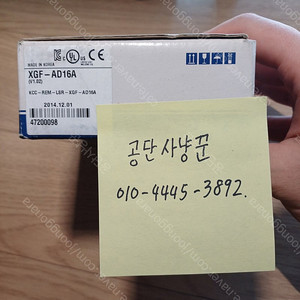 MADE IN KOREA
XGF-AD16A
(V1.02)
KCC-REM-LSR-XGF-AD16A
2014.12.01
47200098
공단사냥꾼
010-4445-3892.